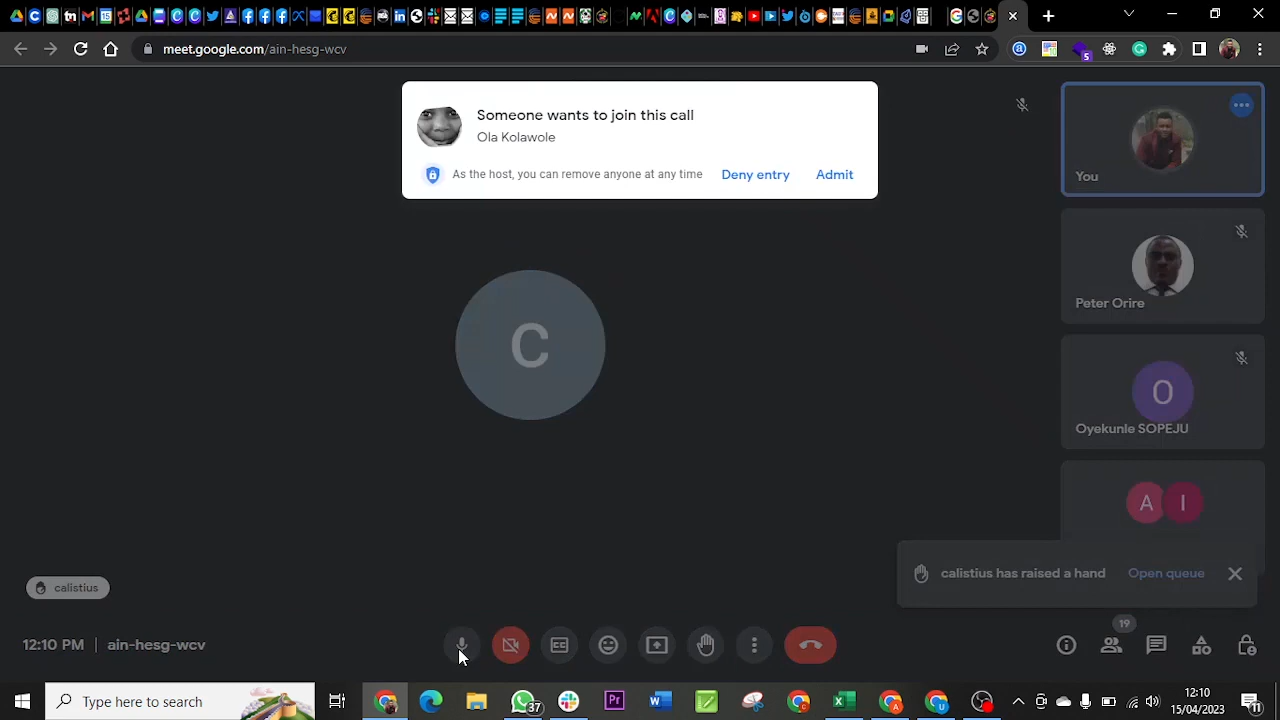 meet.google.com/ain-hesg-wcv
5
Someone wants to join this call
Ola Kolawole
As the host, you can remove anyone at any time Deny entry Admit
You
Peter Orire
C
O
Oyekunle SOPEJU
A I
calistius has raised a hand Open queue
calistius
12:10 PM | ain-hesg-wcv
19
Type here to search
37
12:10
15/04/2023
11